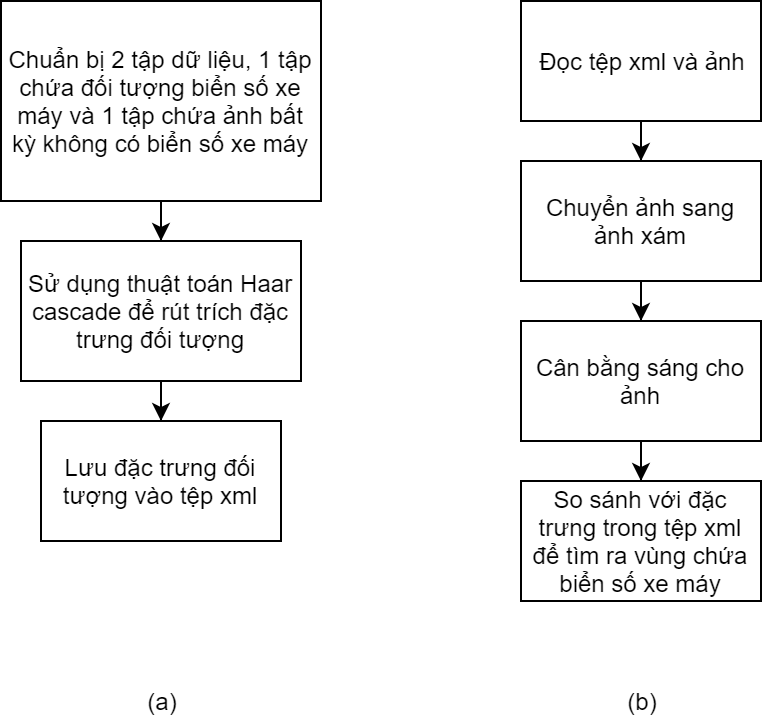 Chuẩn bị 2 tập dữ liệu, 1 tập
chứa đối tượng biển số xe
máy và 1 tập chứa ảnh bất
kỳ không có biển số xe máy
Sử dụng thuật toán Haar
cascade để rút trích đặc
trưng đối tượng
Lưu đặc trưng đối
tượng vào tệp xml
(a)
Đọc tệp xml và ảnh
Chuyển ảnh sang
ảnh xám
Cân bằng sáng cho
ảnh
So sánh với đặc
trưng trong tệp xml
để tìm ra vùng chứa
biển số xe máy
(b)